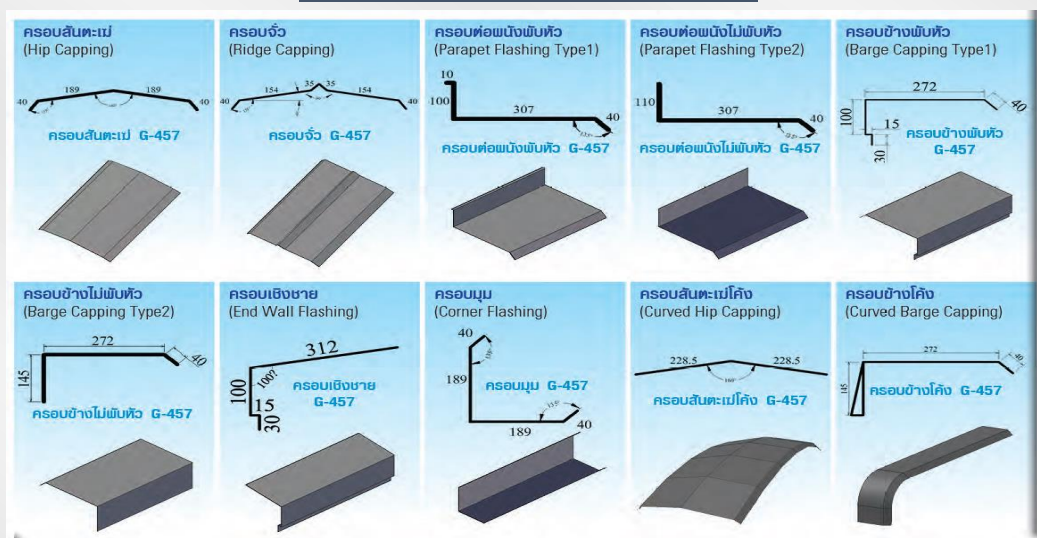 ครอบสันตะเข้
(Hip Capping)
189 189
40 40
ครอบสันตะเข้ G-457
ครอบจั่ว
(Ridge Capping)
35 35
154 154
40 40
ครอบจั่ว G-457
ครอบต่อผนังพับหัว
(Parapet Flashing Type1)
10
100
307
40
ครอบต่อผนังพับหัว G-457
ครอบต่อผนังไม่พับหัว
(Parapet Flashing Type2)
110
307
40
ครอบต่อผนังไม่พับหัว G-457
ครอบข้างพับหัว
(Barge Capping Type1)
272
40
100
15
30
ครอบข้างพับหัว
G-457
ครอบข้างไม่พับหัว
(Barge Capping Type2)
272
40
145
ครอบข้างไม่พับหัว G-457
ครอบเชิงชาย
(End Wall Flashing)
312
100?
100
15
30
ครอบเชิงชาย
G-457
ครอบมุม
(Corner Flashing)
40
189
ครอบมุม G-457
189
40
ครอบสันตะเข้โค้ง
(Curved Hip Capping)
228.5 228.5
160°
ครอบสันตะเข้โค้ง G-457
ครอบข้างโค้ง
(Curved Barge Capping)
272
40
145
ครอบข้างโค้ง G-457